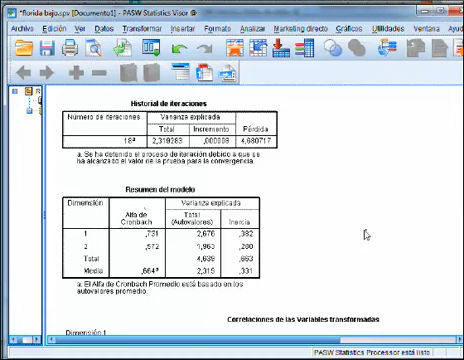 *florida bajo.spv [Documento1] - PASW Statistics Visor
Archivo Edición Ver Datos Transformar Insertar Formato Analizar Marketing directo Gráficos Utilidades Ventana Ayuda
Historial de iteraciones
Número de iteraciones Varianza explicada Pérdida
Total Incremento
18ª 2,319283 ,000008 4,680717
a. Se ha detenido el proceso de iteración debido a que se
ha alcanzado el valor de la prueba para la convergencia.
Resumen del modelo
Dimensión Alfa de Cronbach Varianza explicada
Total (Autovalores) Inercia
1 ,731 2,676 ,382
2 ,572 1,963 ,280
Total 4,639 ,663
Media ,664ª 2,319 ,331
a. El Alfa de Cronbach Promedio está basado en los
autovalores promedio.
Correlaciones de las Variables transformadas
Dimensión:1
PASW Statistics Processor está listo